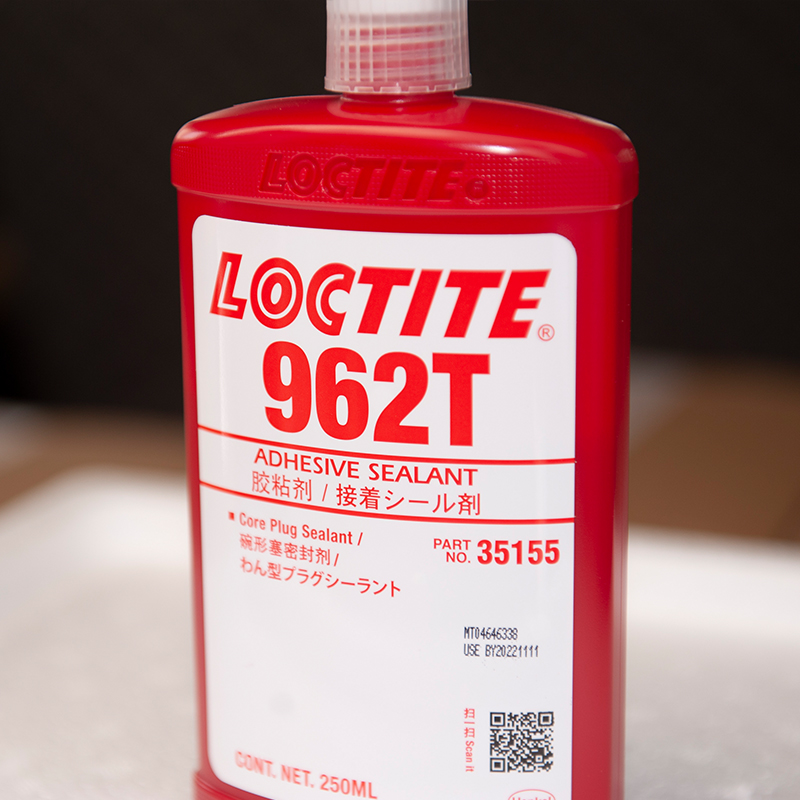 LOCTITE
LOCTITE®
962T
ADHESIVE SEALANT
胶粘剂 / 接着シール剤
■ Core Plug Sealant /
碗形塞密封剂 /
わん型プラグシーラント
PART NO. 35155
MT04646338
USE BY20221111
扫一扫 Scan it
CONT. NET. 250ML
Henkel